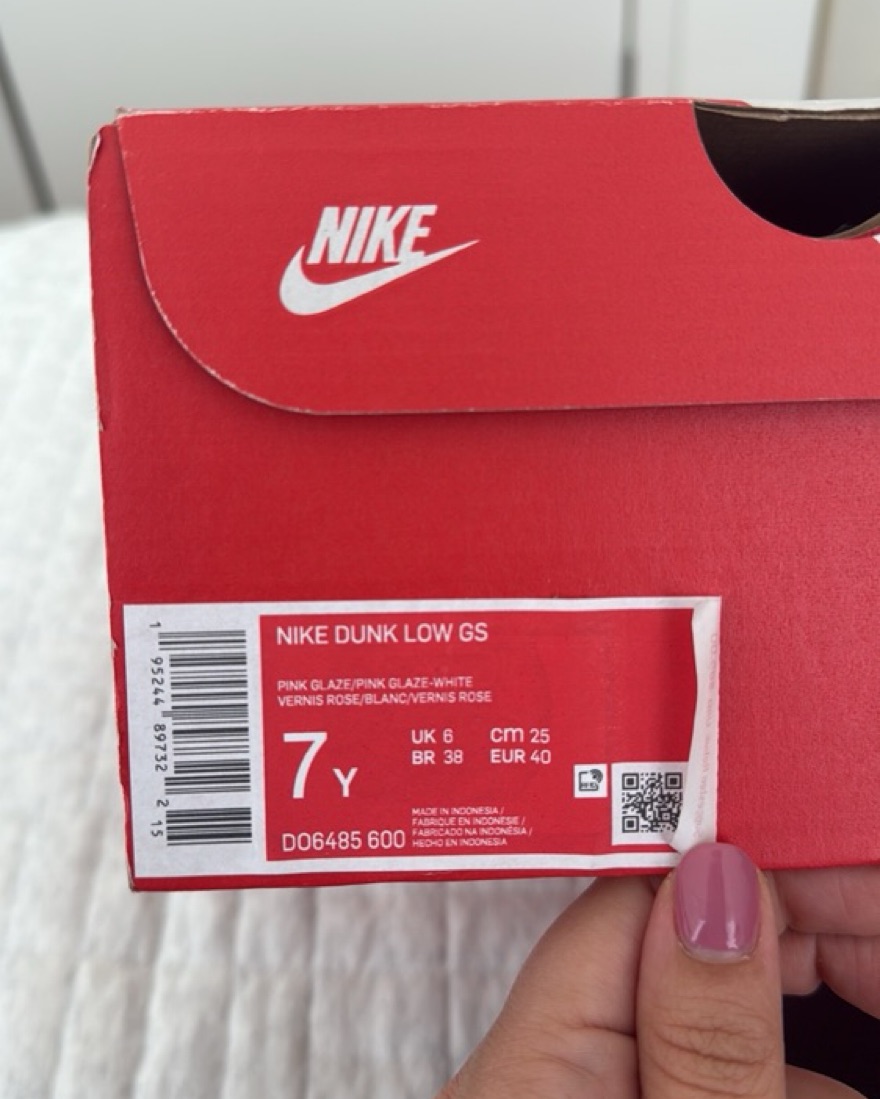 NIKE
NIKE DUNK LOW GS
PINK GLAZE/PINK GLAZE-WHITE
VERNIS ROSE/BLANC/VERNIS ROSE
7Y
UK 6 cm 25
BR 38 EUR 40
DO6485 600
MADE IN INDONESIA /
FABRIQUE EN INDONESIE /
FABRICADO NA INDONÉSIA /
HECHO EN INDONESIA
1 95244 89732 2 15